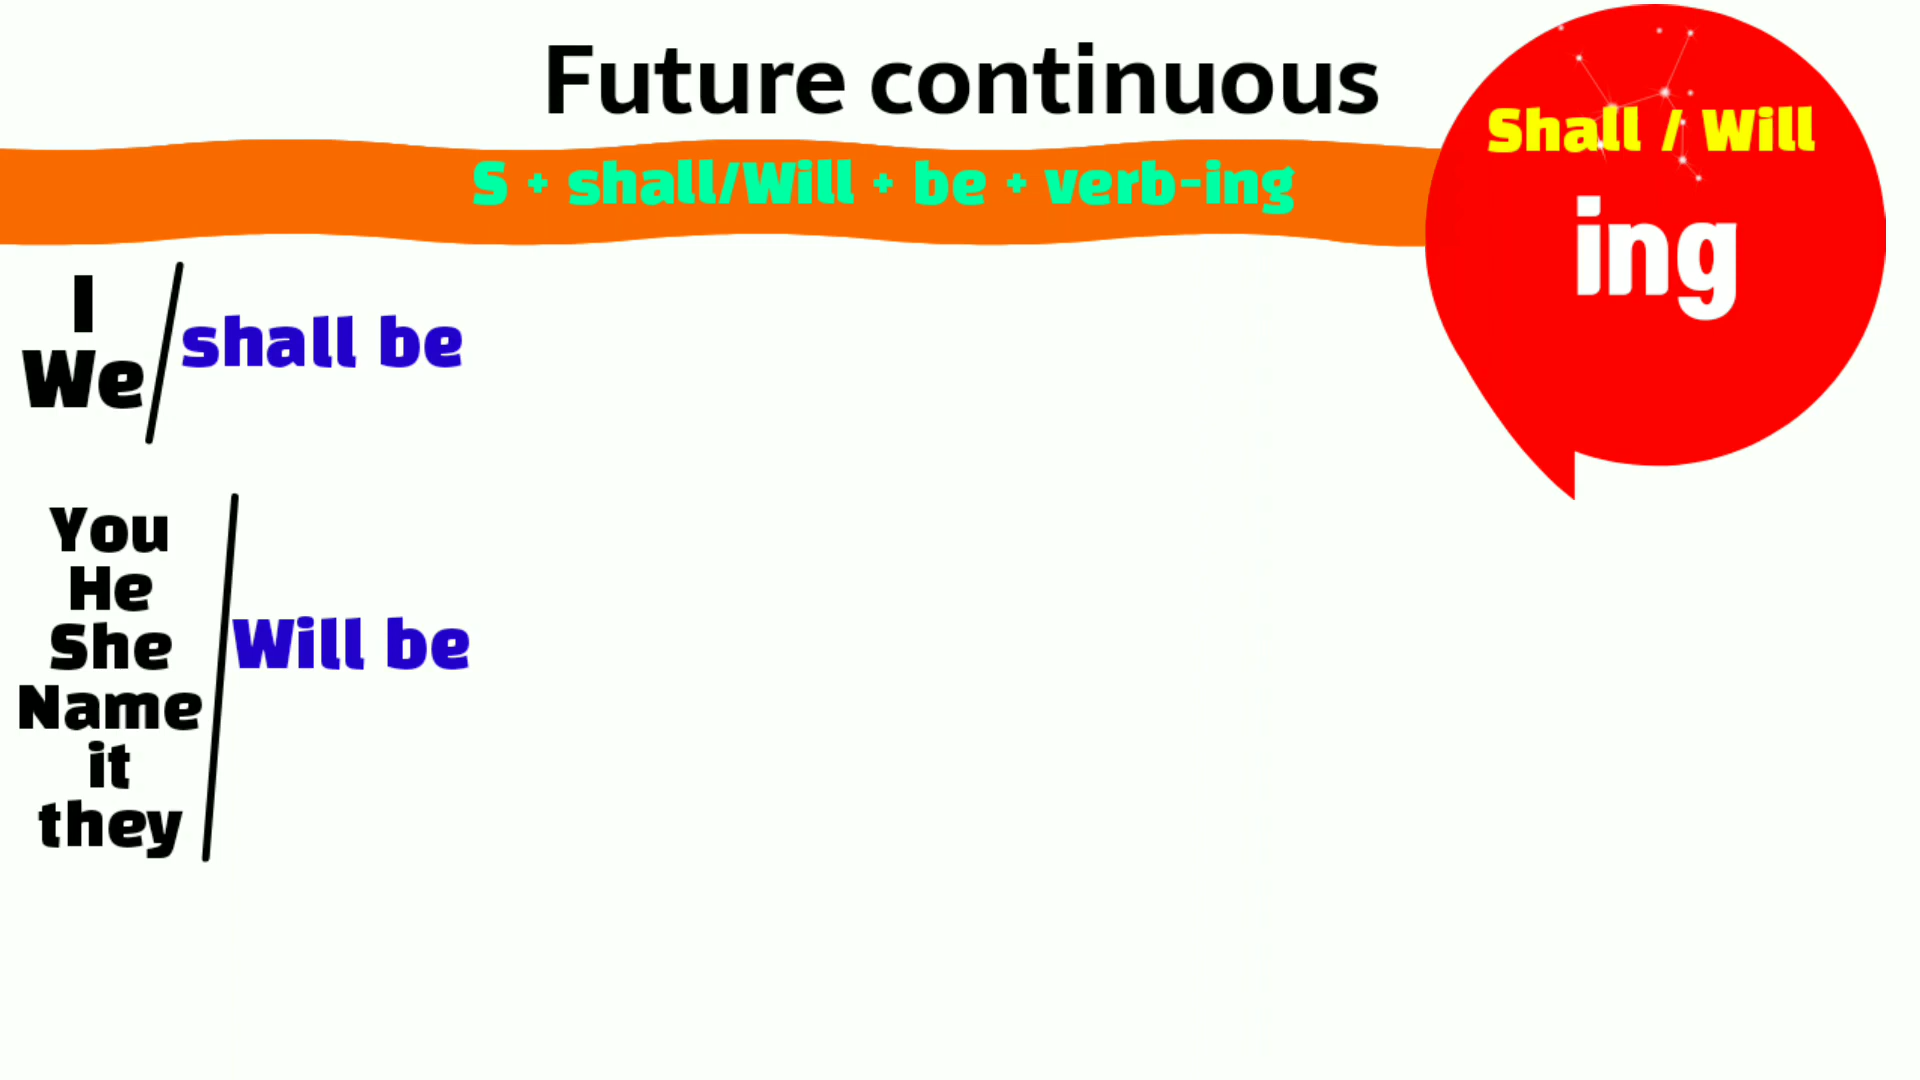 Future continuous
Shall / Will
ing
S + shall/Will + be + verb-ing
I
We
shall be
You
He
She
Name
it
they
Will be